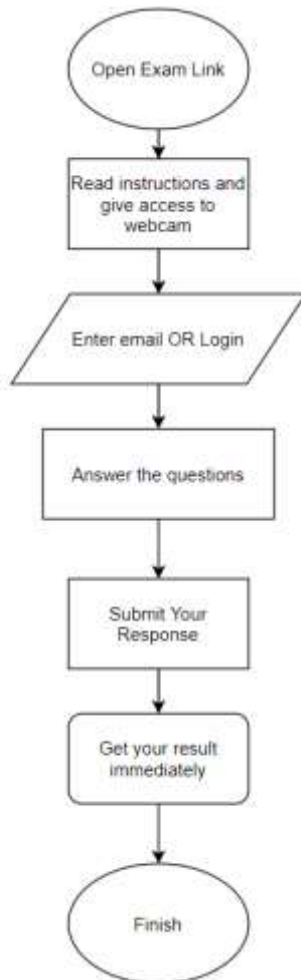 Open Exam Link
Read instructions and
give access to
webcam
Enter email OR Login
Answer the questions
Submit Your
Response
Get your result
immediately
Finish